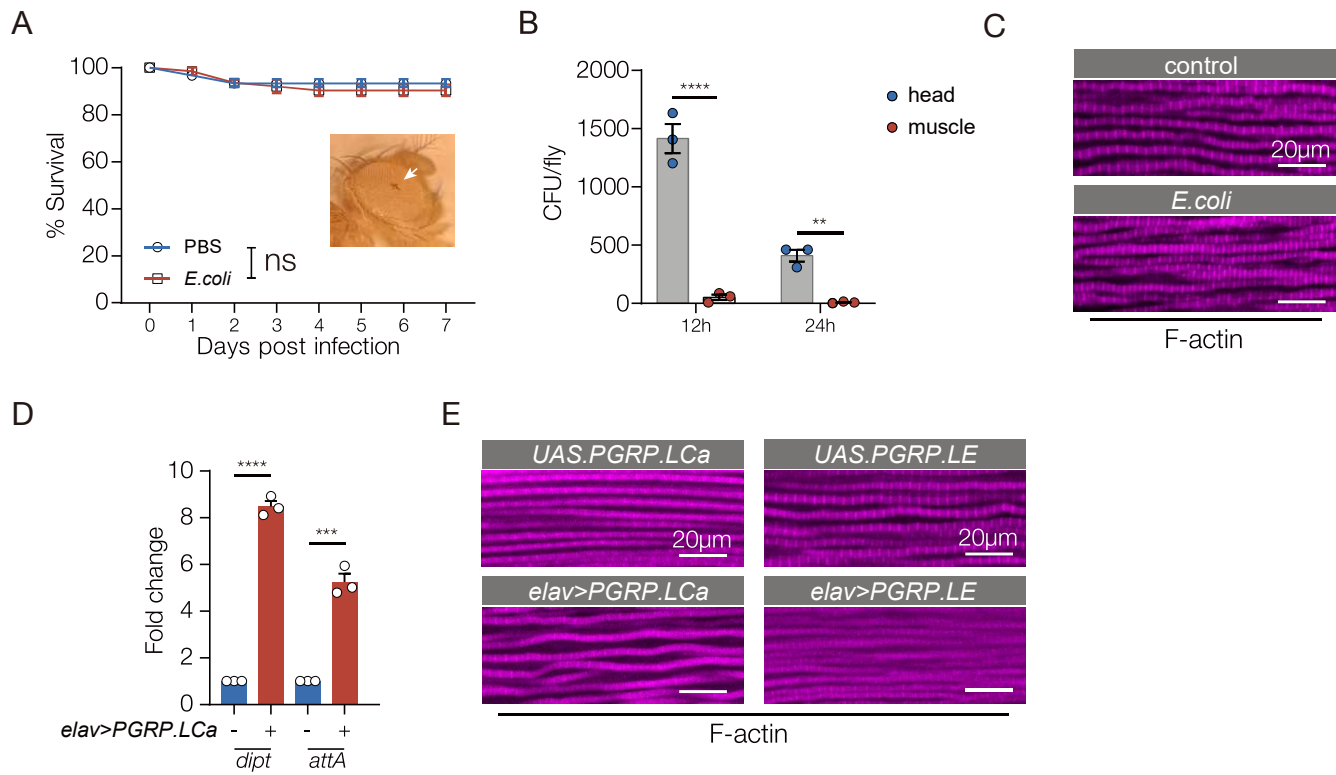 A
% Survival
100
80
60
40
20
0
PBS
E.coli
ns
0 1 2 3 4 5 6 7
Days post infection
B
CFU/fly
2000
1500
1000
500
0
****
**
head
muscle
12h 24h
C
control
20µm
E.coli
F-actin
D
Fold change
10
8
6
4
2
0
****
***
elav>PGRP.LCa - + - +
dipt attA
E
UAS.PGRP.LCa
20µm
UAS.PGRP.LE
20µm
elav>PGRP.LCa
elav>PGRP.LE
F-actin